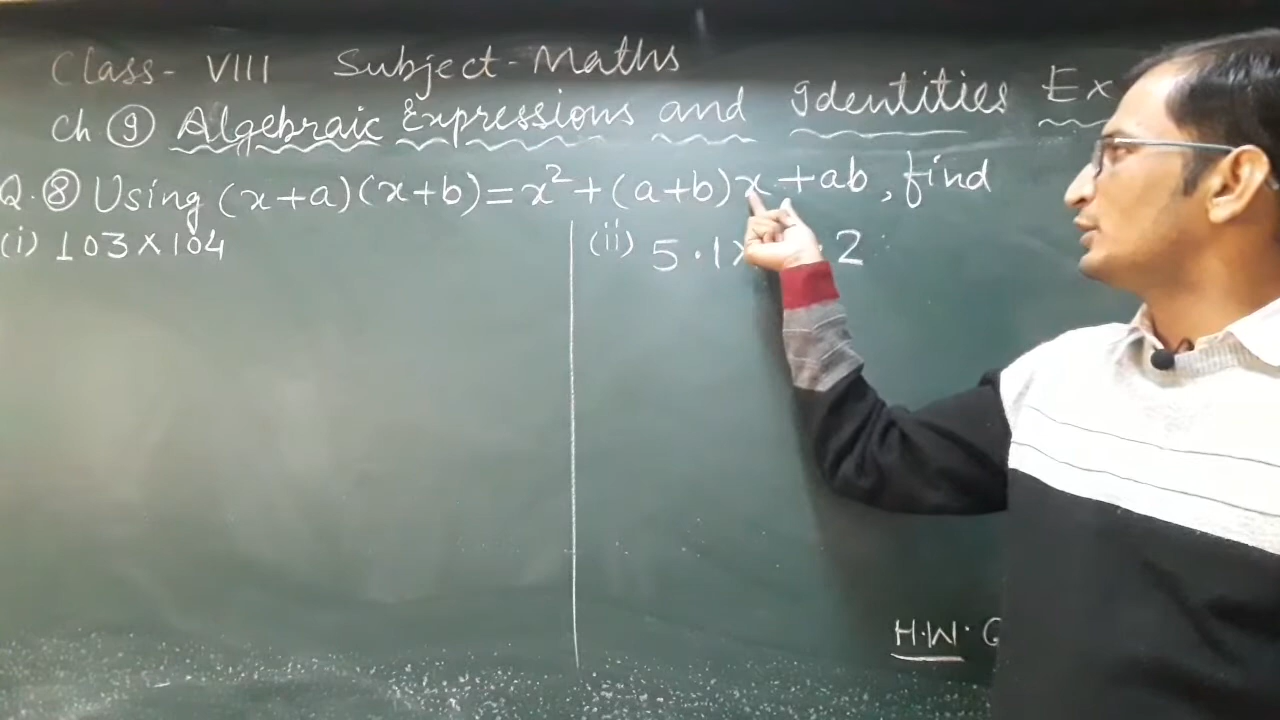 Class- VIII Subject-Maths
Ch ⑨ Algebraic Expressions and Identities Ex
Q.⑧ Using (x+a)(x+b)=x²+(a+b)x+ab, find
(i) 103×104
(ii) 5.1× .2
H.W. Q